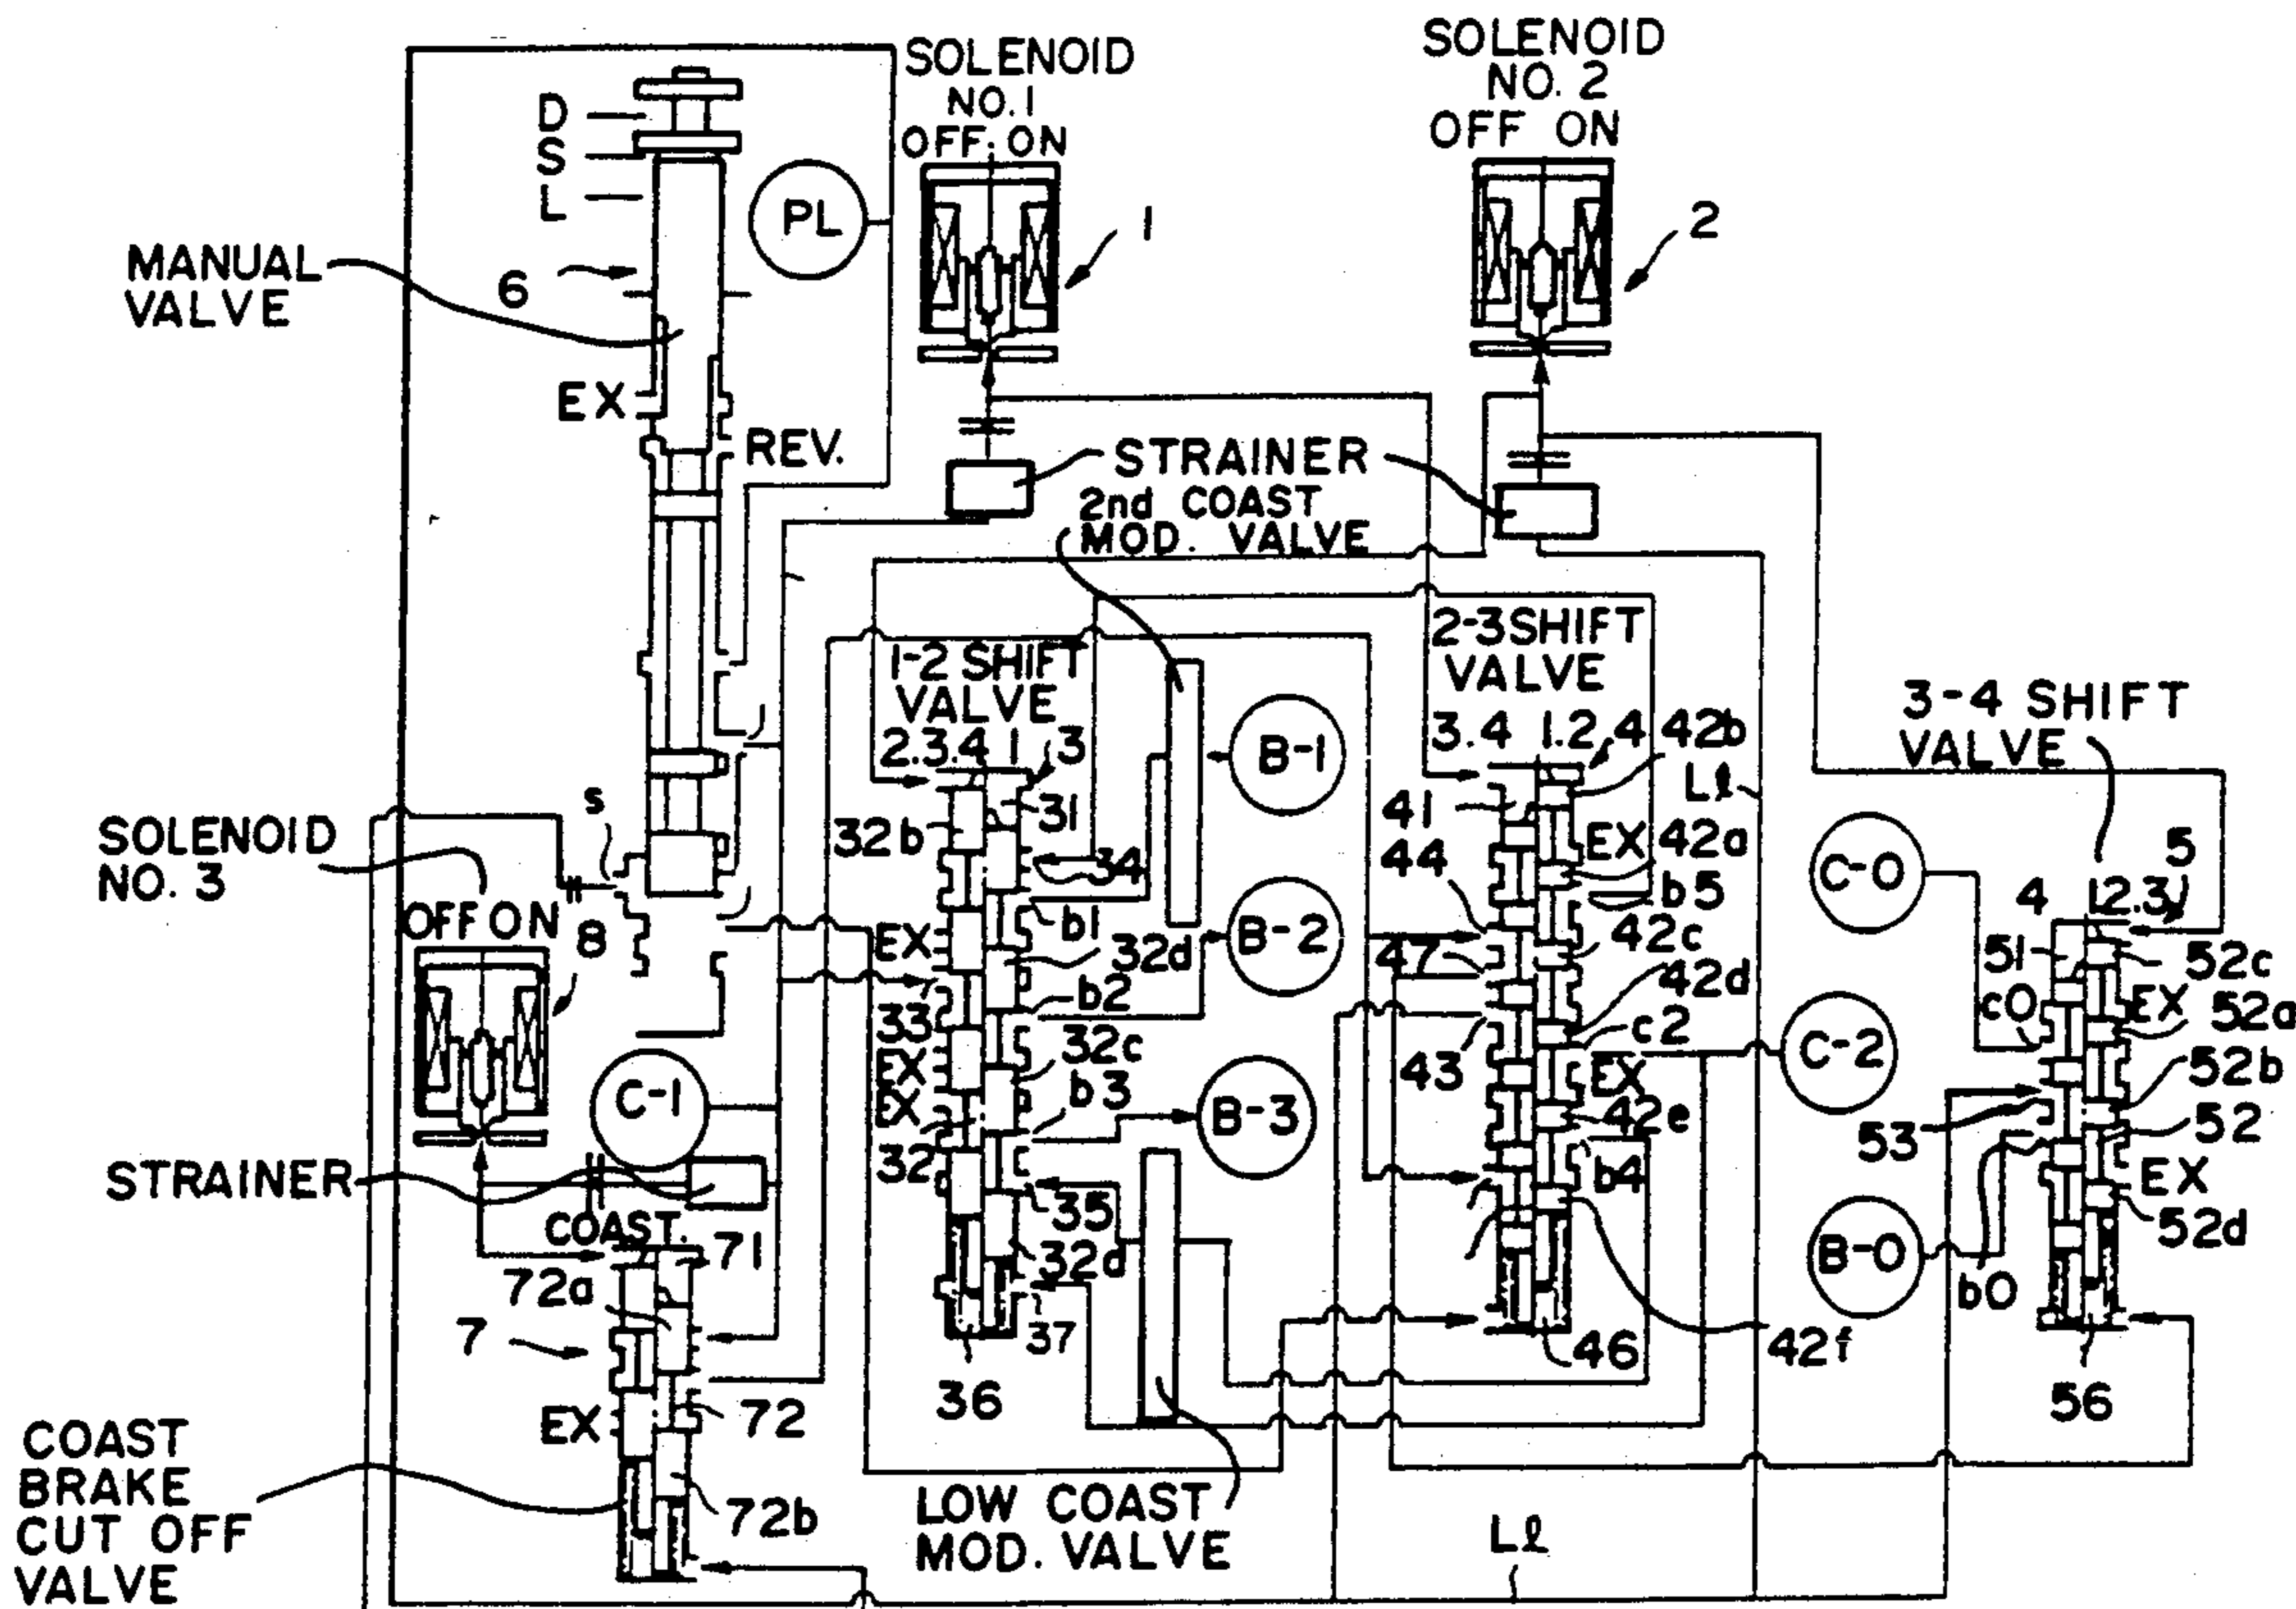 SOLENOID
NO. 1
OFF. ON
1
SOLENOID
NO. 2
OFF ON
2
D
S
L
PL
MANUAL
VALVE
6
EX
REV.
STRAINER
2nd COAST
MOD. VALVE
1-2 SHIFT
VALVE
2.3.4 1
3
31
32b
34
b1
EX
32d
33
b2
EX
32c
EX
b3
32
35
32d
37
36
B-1
B-2
B-3
2-3 SHIFT
VALVE
3.4 1.2
4
42b
Ll
41
EX
42a
44
b5
47
42c
42d
43
c2
EX
42e
b4
46
42f
3-4 SHIFT
VALVE
5
4 1.2.3
C-0
51
52c
c0
EX
52a
C-2
52b
53
52
EX
52d
B-0
b0
56
s
SOLENOID
NO. 3
OFF ON
8
C-1
STRAINER
COAST.
71
72a
7
EX
72
72b
COAST
BRAKE
CUT OFF
VALVE
LOW COAST
MOD. VALVE
Ll